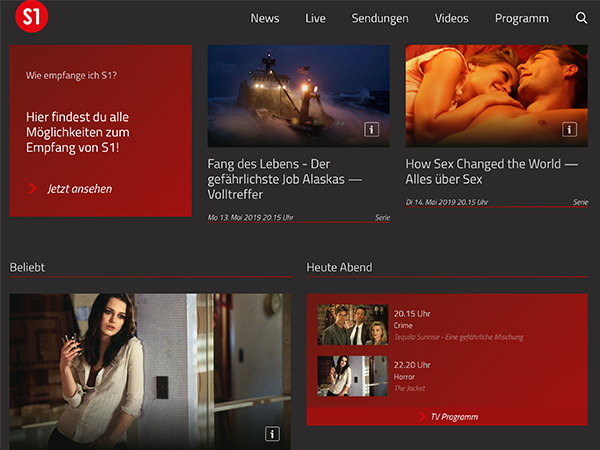 S1
News Live Sendungen Videos Programm
Wie empfange ich S1?
Hier findest du alle
Möglichkeiten zum
Empfang von S1!
Jetzt ansehen
Fang des Lebens - Der
gefährlichste Job Alaskas —
Volltreffer
Mo 13. Mai 2019 20.15 Uhr Serie
How Sex Changed the World —
Alles über Sex
Di 14. Mai 2019 20.15 Uhr Serie
Beliebt
Heute Abend
20.15 Uhr
Crime
Tequila Sunrise - Eine gefährliche Mischung
22.20 Uhr
Horror
The Jacket
TV Programm